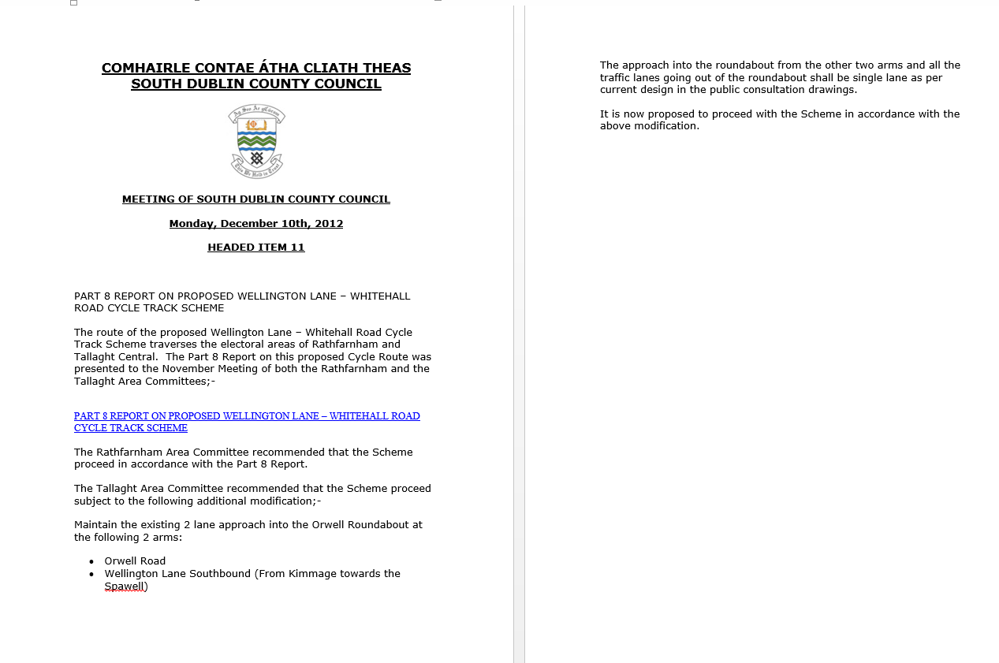 COMHAIRLE CONTAE ÁTHA CLIATH THEAS
SOUTH DUBLIN COUNTY COUNCIL
Ag Seo Ár gCúram
This We Hold in Trust
MEETING OF SOUTH DUBLIN COUNTY COUNCIL
Monday, December 10th, 2012
HEADED ITEM 11
PART 8 REPORT ON PROPOSED WELLINGTON LANE – WHITEHALL
ROAD CYCLE TRACK SCHEME
The route of the proposed Wellington Lane – Whitehall Road Cycle
Track Scheme traverses the electoral areas of Rathfarnham and
Tallaght Central.  The Part 8 Report on this proposed Cycle Route was
presented to the November Meeting of both the Rathfarnham and the
Tallaght Area Committees;-
PART 8 REPORT ON PROPOSED WELLINGTON LANE – WHITEHALL ROAD
CYCLE TRACK SCHEME
The Rathfarnham Area Committee recommended that the Scheme
proceed in accordance with the Part 8 Report.
The Tallaght Area Committee recommended that the Scheme proceed
subject to the following additional modification;-
Maintain the existing 2 lane approach into the Orwell Roundabout at
the following 2 arms:
• Orwell Road
• Wellington Lane Southbound (From Kimmage towards the
Spawell)
The approach into the roundabout from the other two arms and all the
traffic lanes going out of the roundabout shall be single lane as per
current design in the public consultation drawings.
It is now proposed to proceed with the Scheme in accordance with the
above modification.